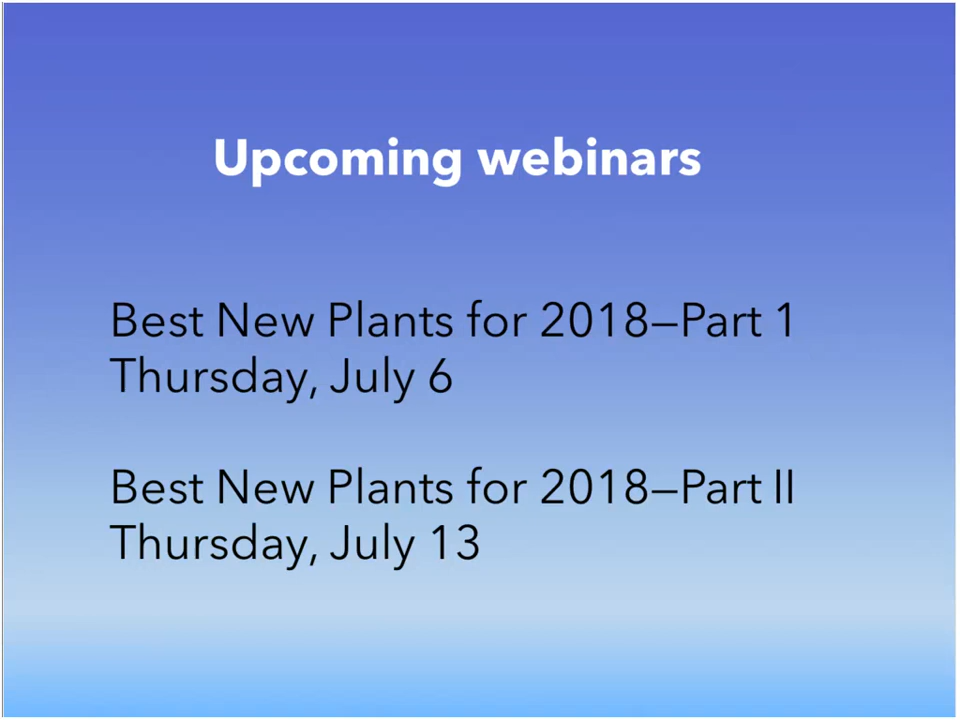 Upcoming webinars
Best New Plants for 2018—Part 1
Thursday, July 6
Best New Plants for 2018—Part II
Thursday, July 13